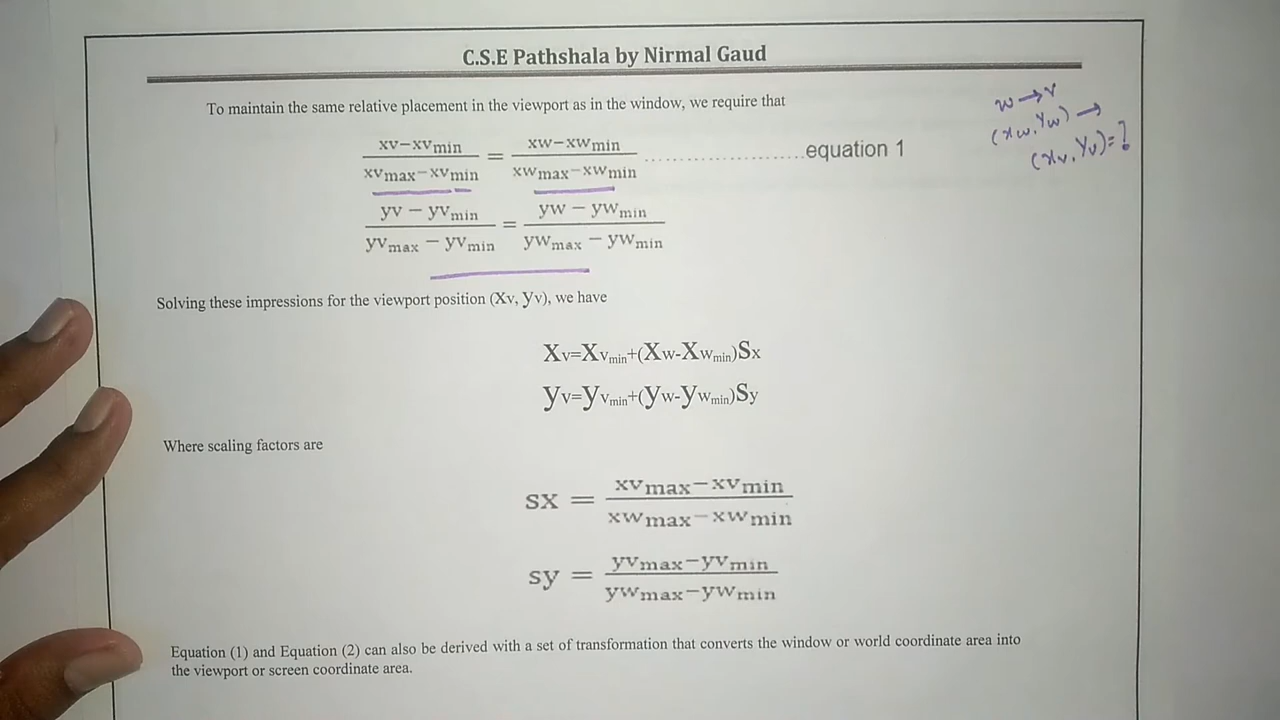 C.S.E Pathshala by Nirmal Gaud
To maintain the same relative placement in the viewport as in the window, we require that
w → v
(xw, yw) →
(xv, yv) = ?
(xv−xvmin)/(xvmax−xvmin) = (xw−xwmin)/(xwmax−xwmin) ........................equation 1
(yv − yvmin)/(yvmax − yvmin) = (yw − ywmin)/(ywmax − ywmin)
Solving these impressions for the viewport position (Xv, yv), we have
Xv=Xvmin+(Xw-Xwmin)Sx
yv=yvmin+(yw-ywmin)Sy
Where scaling factors are
sx = (xvmax−xvmin)/(xwmax−xwmin)
sy = (yvmax−yvmin)/(ywmax−ywmin)
Equation (1) and Equation (2) can also be derived with a set of transformation that converts the window or world coordinate area into
the viewport or screen coordinate area.